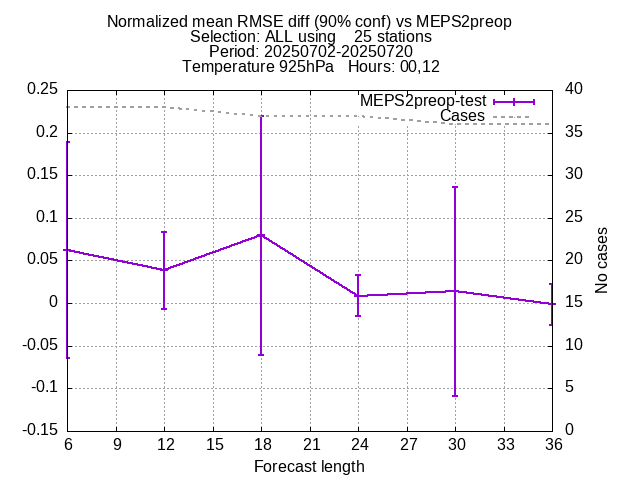 Normalized mean RMSE diff (90% conf) vs MEPS2preop
Selection: ALL using    25 stations
Period: 20250702-20250720
Temperature 925hPa   Hours: 00,12
MEPS2preop-test
Cases
0.25
0.2
0.15
0.1
0.05
0
-0.05
-0.1
-0.15
40
35
30
25
20
15
10
5
0
No cases
6 9 12 15 18 21 24 27 30 33 36
Forecast length